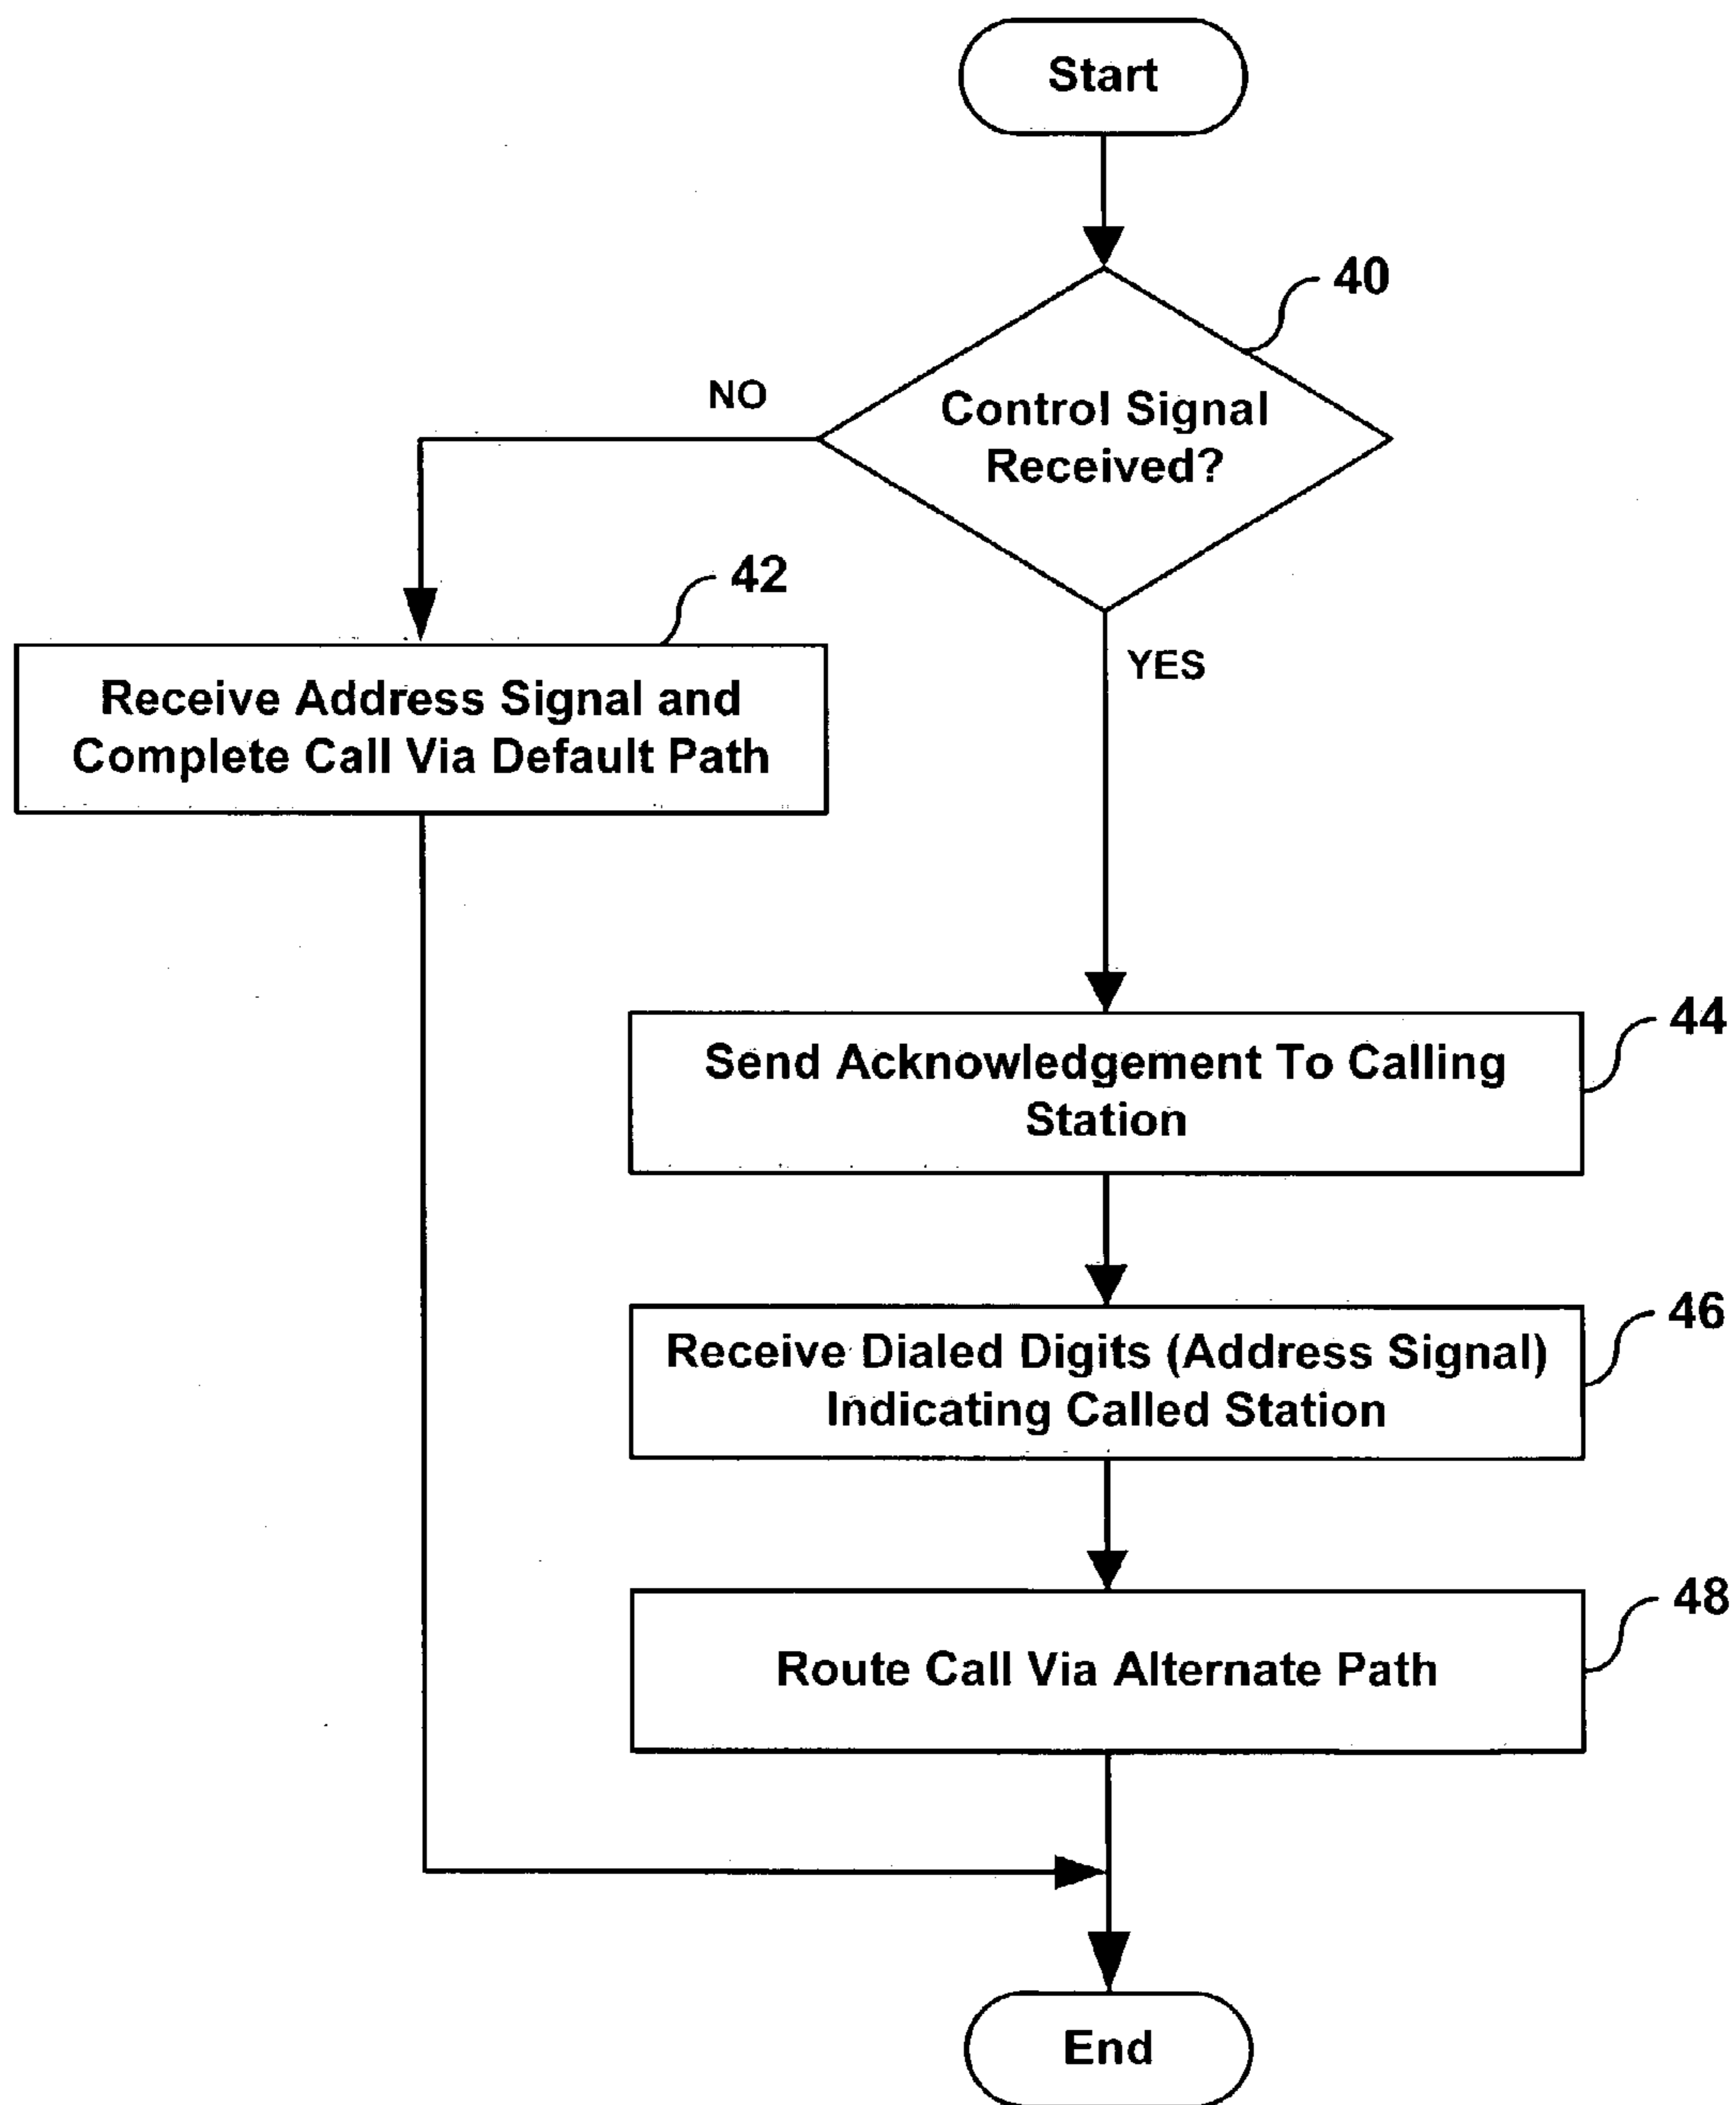 Start
40
Control Signal
Received?
NO
YES
42
Receive Address Signal and
Complete Call Via Default Path
44
Send Acknowledgement To Calling
Station
46
Receive Dialed Digits (Address Signal)
Indicating Called Station
48
Route Call Via Alternate Path
End